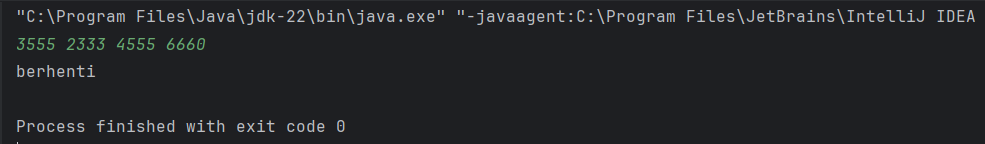 "C:\Program Files\Java\jdk-22\bin\java.exe" "-javaagent:C:\Program Files\JetBrains\IntelliJ IDEA
3555 2333 4555 6660
berhenti
Process finished with exit code 0